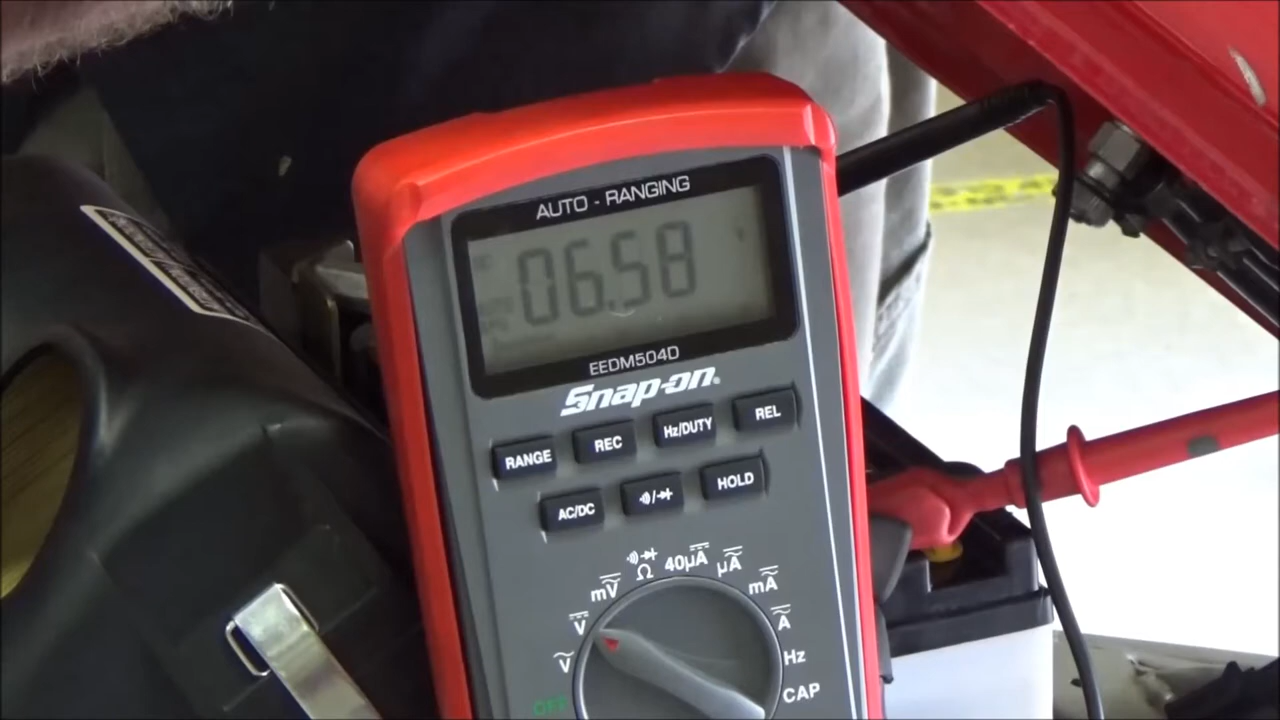 AUTO - RANGING
06.58
EEDM504D
Snap-on®
RANGE
REC
Hz/DUTY
REL
AC/DC
HOLD
Ω
mV
40µA
µA
mA
V
A
V
Hz
OFF
CAP